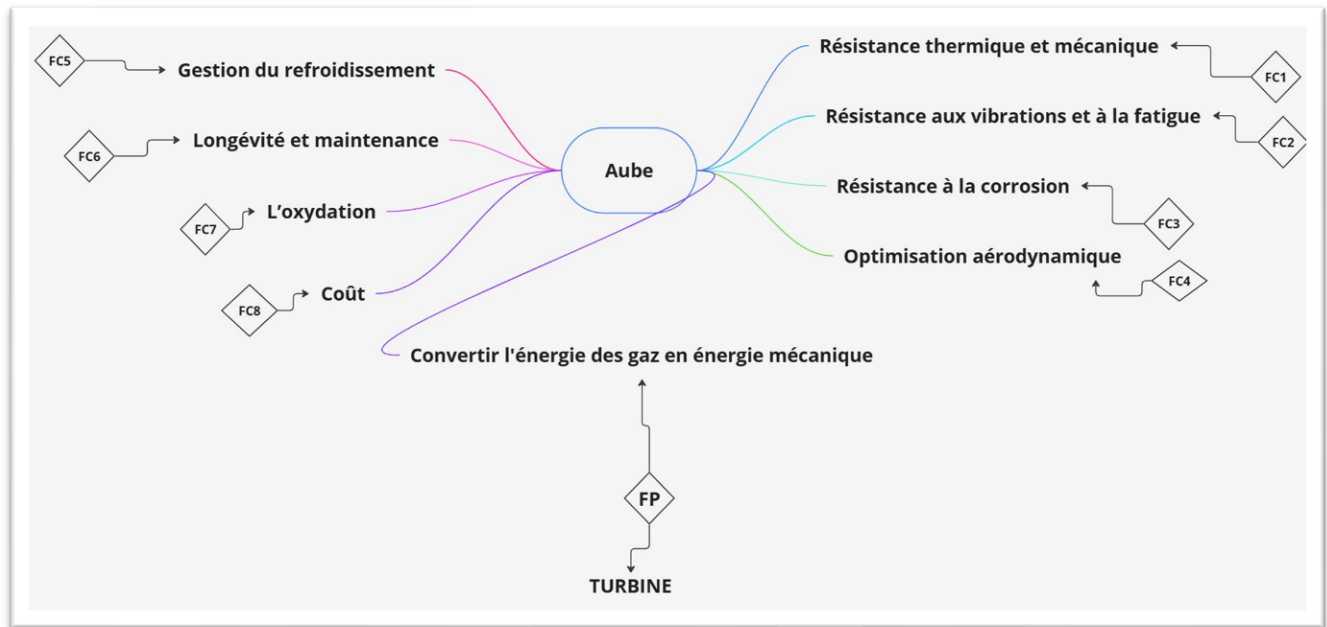 FC5
Gestion du refroidissement
FC6
Longévité et maintenance
FC7
L’oxydation
FC8
Coût
Aube
Résistance thermique et mécanique
FC1
Résistance aux vibrations et à la fatigue
FC2
Résistance à la corrosion
FC3
Optimisation aérodynamique
FC4
Convertir l'énergie des gaz en énergie mécanique
FP
TURBINE